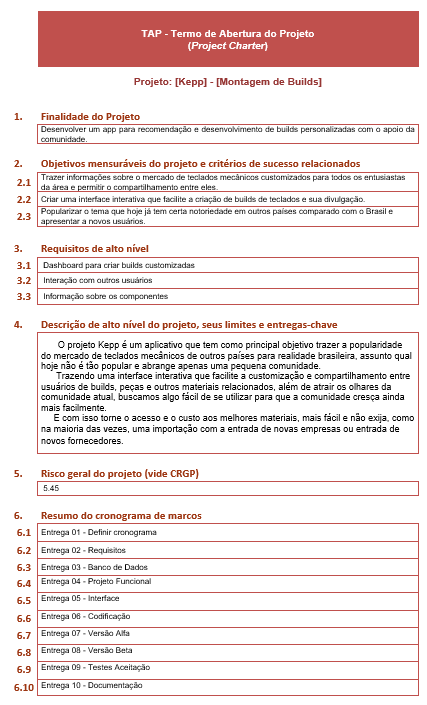 TAP - Termo de Abertura do Projeto
(Project Charter)
Projeto: [Kepp] - [Montagem de Builds]
1. Finalidade do Projeto
Desenvolver um app para recomendação e desenvolvimento de builds personalizadas com o apoio da
comunidade.
2. Objetivos mensuráveis do projeto e critérios de sucesso relacionados
2.1 Trazer informações sobre o mercado de teclados mecânicos customizados para todos os entusiastas
da área e permitir o compartilhamento entre eles.
2.2 Criar uma interface interativa que facilite a criação de builds de teclados e sua divulgação.
2.3 Popularizar o tema que hoje já tem certa notoriedade em outros países comparado com o Brasil e
apresentar a novos usuários.
3. Requisitos de alto nível
3.1 Dashboard para criar builds customizadas
3.2 Interação com outros usuários
3.3 Informação sobre os componentes
4. Descrição de alto nível do projeto, seus limites e entregas-chave
O projeto Kepp é um aplicativo que tem como principal objetivo trazer a popularidade
do mercado de teclados mecânicos de outros países para realidade brasileira, assunto qual
hoje não é tão popular e abrange apenas uma pequena comunidade.
Trazendo uma interface interativa que facilite a customização e compartilhamento entre
usuários de builds, peças e outros materiais relacionados, além de atrair os olhares da
comunidade atual, buscamos algo fácil de se utilizar para que a comunidade cresça ainda
mais facilmente.
E com isso torne o acesso e o custo aos melhores materiais, mais fácil e não exija, como
na maioria das vezes, uma importação com a entrada de novas empresas ou entrada de
novos fornecedores.
5. Risco geral do projeto (vide CRGP)
5.45
6. Resumo do cronograma de marcos
6.1 Entrega 01 - Definir cronograma
6.2 Entrega 02 - Requisitos
6.3 Entrega 03 - Banco de Dados
6.4 Entrega 04 - Projeto Funcional
6.5 Entrega 05 - Interface
6.6 Entrega 06 - Codificação
6.7 Entrega 07 - Versão Alfa
6.8 Entrega 08 - Versão Beta
6.9 Entrega 09 - Testes Aceitação
6.10 Entrega 10 - Documentação